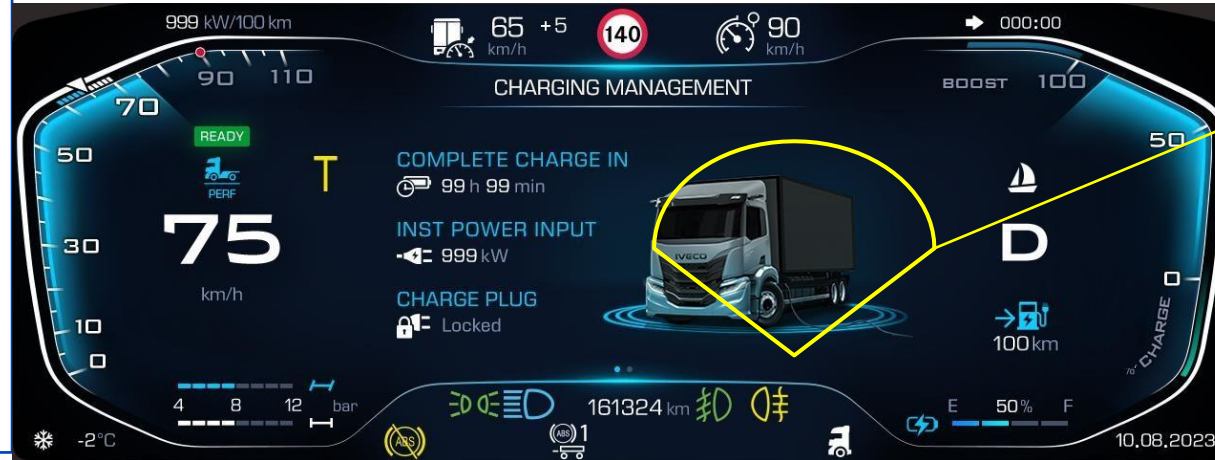 999 kW/100 km
65 +5
km/h
140
90
km/h
000:00
CHARGING MANAGEMENT
90 110
70
50
30
10
0
READY
PERF
T
75
km/h
COMPLETE CHARGE IN
99 h 99 min
INST POWER INPUT
999 kW
CHARGE PLUG
Locked
IVECO
BOOST 100
50
0
CHARGE
D
100 km
4 8 12 bar
161324 km
ABS
(ABS) 1
E 50% F
-2°C
10.08.2023